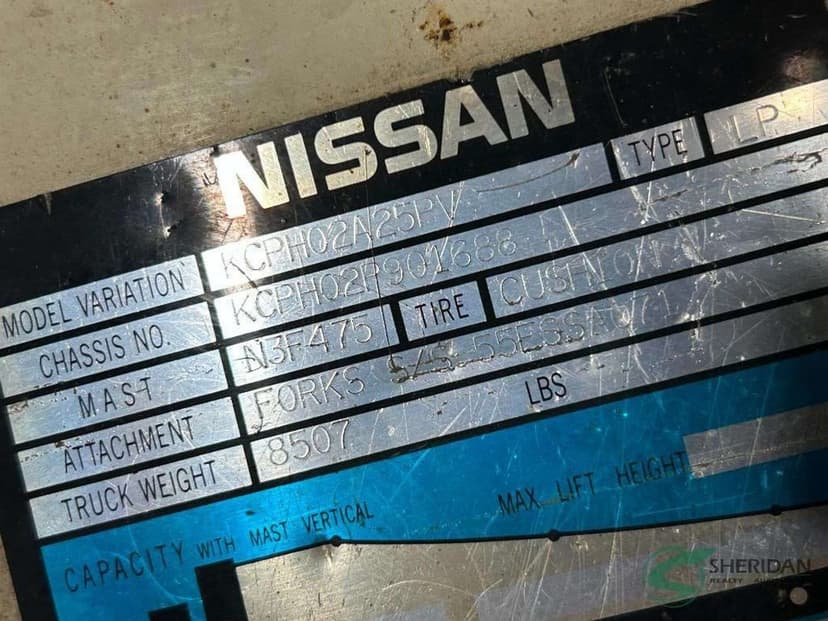 NISSAN
MODEL VARIATION KCPH02A25PV TYPE LP
CHASSIS NO. KCPH02P901688
MAST N3F475 TIRE CUSHION
ATTACHMENT FORKS S/S
TRUCK WEIGHT 8507 LBS
CAPACITY WITH MAST VERTICAL MAX LIFT HEIGHT
SHERIDAN
REALTY